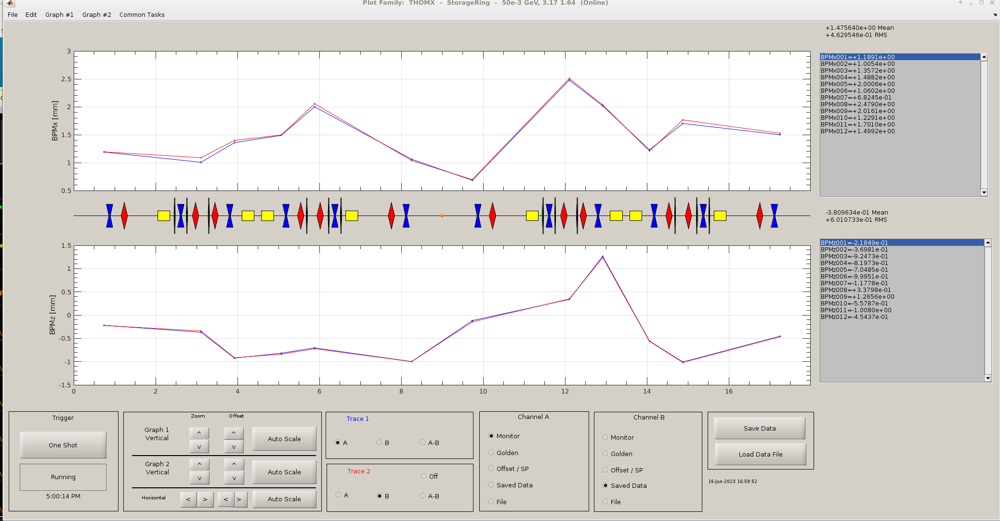 Plot Family: THOMX - StorageRing - 50e-3 GeV, 3.17 1.64 (Online)
File Edit Graph #1 Graph #2 Common Tasks
+1.475640e+00 Mean
+4.629546e-01 RMS
3
2.5
2
1.5
1
0.5
BPMx [mm]
BPMx001=+1.1891e+00
BPMx002=+1.0054e+00
BPMx003=+1.3572e+00
BPMx004=+1.4882e+00
BPMx005=+2.0006e+00
BPMx006=+1.0602e+00
BPMx007=+6.8245e-01
BPMx008=+2.4790e+00
BPMx009=+2.0161e+00
BPMx010=+1.2291e+00
BPMx011=+1.7010e+00
BPMx012=+1.4992e+00
-3.809634e-01 Mean
+6.010733e-01 RMS
1.5
1
0.5
0
-0.5
-1
-1.5
BPMz [mm]
0 2 4 6 8 10 12 14 16
BPMz001=-2.1849e-01
BPMz002=-3.6981e-01
BPMz003=-9.2473e-01
BPMz004=-8.1973e-01
BPMz005=-7.0485e-01
BPMz006=-9.9951e-01
BPMz007=-1.1778e-01
BPMz008=+3.3798e-01
BPMz009=+1.2656e+00
BPMz010=-5.5787e-01
BPMz011=-1.0080e+00
BPMz012=-4.5437e-01
Trigger
One Shot
Running
5:00:14 PM
Zoom Offset
Graph 1
Vertical
^ ^
v v
Auto Scale
Graph 2
Vertical
^ ^
v v
Auto Scale
Horizontal
< > < >
Auto Scale
Trace 1
A B A-B
Trace 2
Off
A B A-B
Channel A
Monitor
Golden
Offset / SP
Saved Data
File
Channel B
Monitor
Golden
Offset / SP
Saved Data
File
Save Data
Load Data File
16-Jun-2023 16:59:52